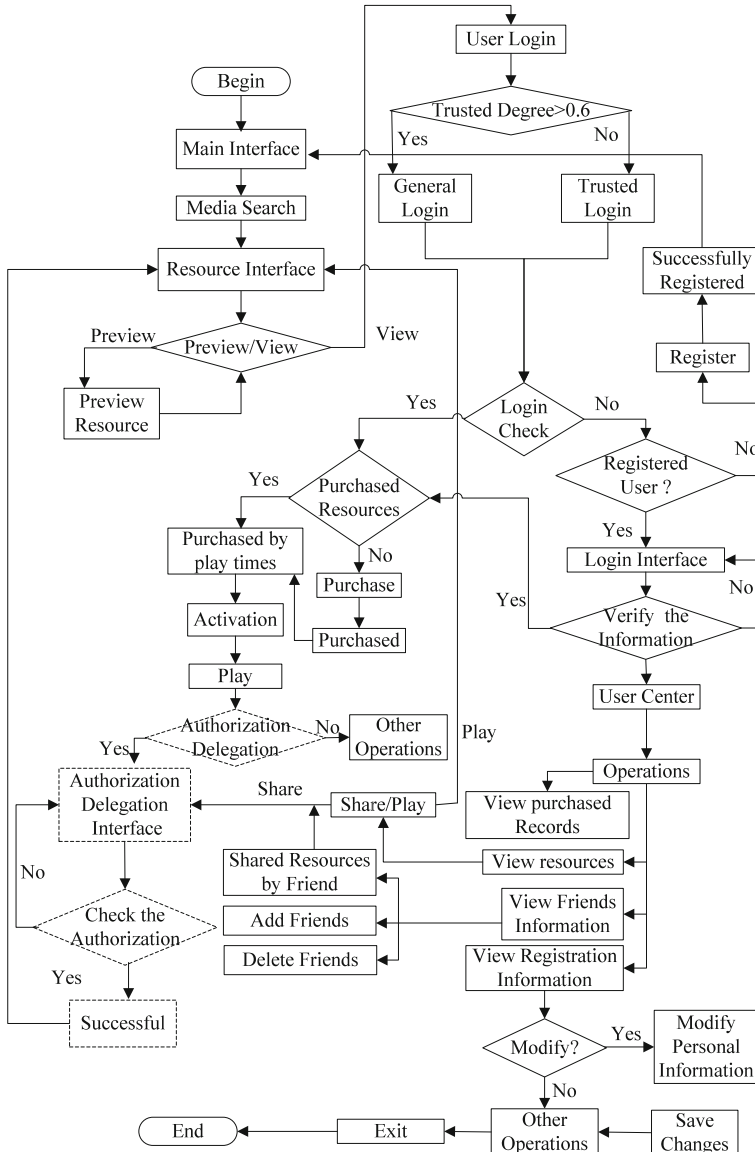 User Login
Begin
Trusted Degree>0.6
Yes
No
Main Interface
General
Login
Trusted
Login
Media Search
Successfully
Registered
Resource Interface
Preview
Preview/View
View
Register
Preview
Resource
Yes
Login
Check
No
No
Registered
User ?
Yes
Purchased
Resources
Yes
Purchased by
play times
No
Login Interface
Purchase
No
Yes
Activation
Purchased
Verify the
Information
Play
User Center
Authorization
Delegation
No
Other
Operations
Play
Yes
Authorization
Delegation
Interface
Operations
Share
Share/Play
View purchased
Records
No
Shared Resources
by Friend
View resources
Check the
Authorization
Add Friends
View Friends
Information
Delete Friends
View Registration
Information
Yes
Successful
Modify?
Yes
Modify
Personal
Information
No
End
Exit
Other
Operations
Save
Changes